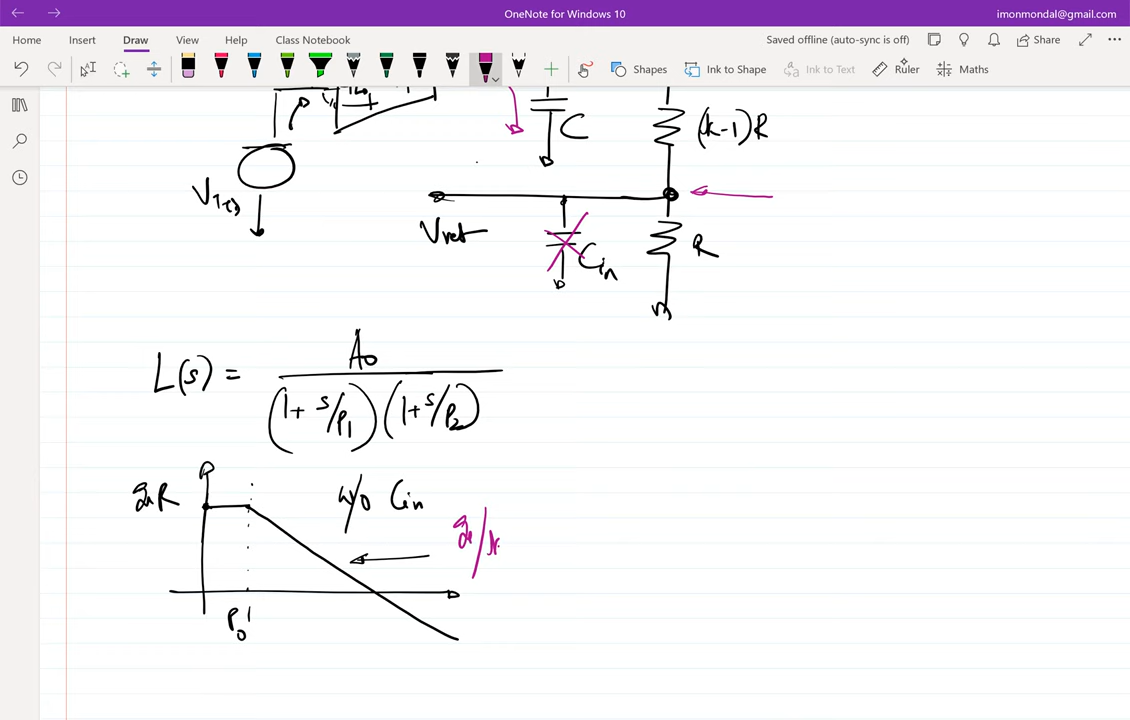 OneNote for Windows 10
imonmondal@gmail.com
Home Insert Draw View Help Class Notebook
Saved offline (auto-sync is off) Share
Shapes Ink to Shape Ink to Text Ruler Maths
C
(k-1)R
Vret
Cin
R
L(s) = A0 / (1 + s/p1)(1 + s/p2)
w/o Cin
p0'